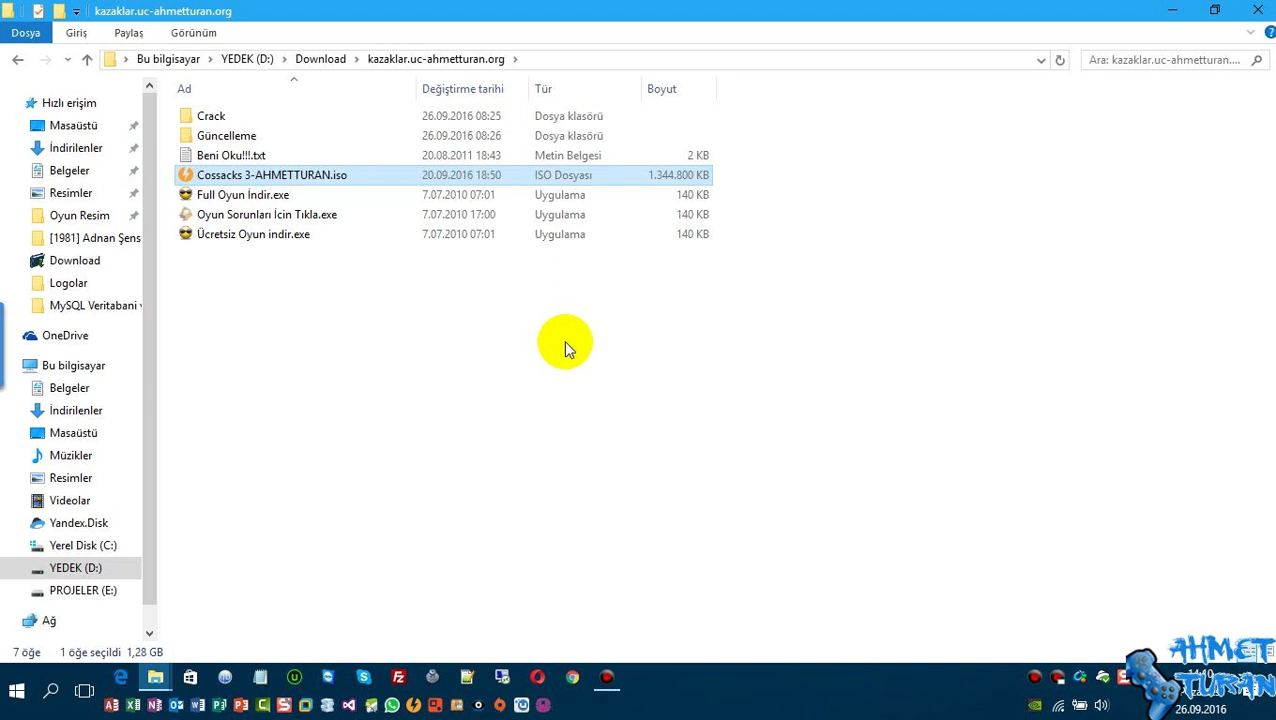 kazaklar.uc-ahmetturan.org
Dosya Giriş Paylaş Görünüm
Bu bilgisayar > YEDEK (D:) > Download > kazaklar.uc-ahmetturan.org >
Ara: kazaklar.uc-ahmetturan....
Ad Değiştirme tarihi Tür Boyut
Crack 26.09.2016 08:25 Dosya klasörü
Güncelleme 26.09.2016 08:26 Dosya klasörü
Beni Oku!!!.txt 20.08.2011 18:43 Metin Belgesi 2 KB
Cossacks 3-AHMETTURAN.iso 20.09.2016 18:50 ISO Dosyası 1.344.800 KB
Full Oyun İndir.exe 7.07.2010 07:01 Uygulama 140 KB
Oyun Sorunları İcin Tıkla.exe 7.07.2010 17:00 Uygulama 140 KB
Ücretsiz Oyun indir.exe 7.07.2010 07:01 Uygulama 140 KB
Hızlı erişim
Masaüstü
İndirilenler
Belgeler
Resimler
Oyun Resim
[1981] Adnan Şens
Download
Logolar
MySQL Veritabani v
OneDrive
Bu bilgisayar
Belgeler
İndirilenler
Masaüstü
Müzikler
Resimler
Videolar
Yandex.Disk
Yerel Disk (C:)
YEDEK (D:)
PROJELER (E:)
Ağ
7 öğe 1 öğe seçildi 1,28 GB
AHMET
TURAN
26.09.2016